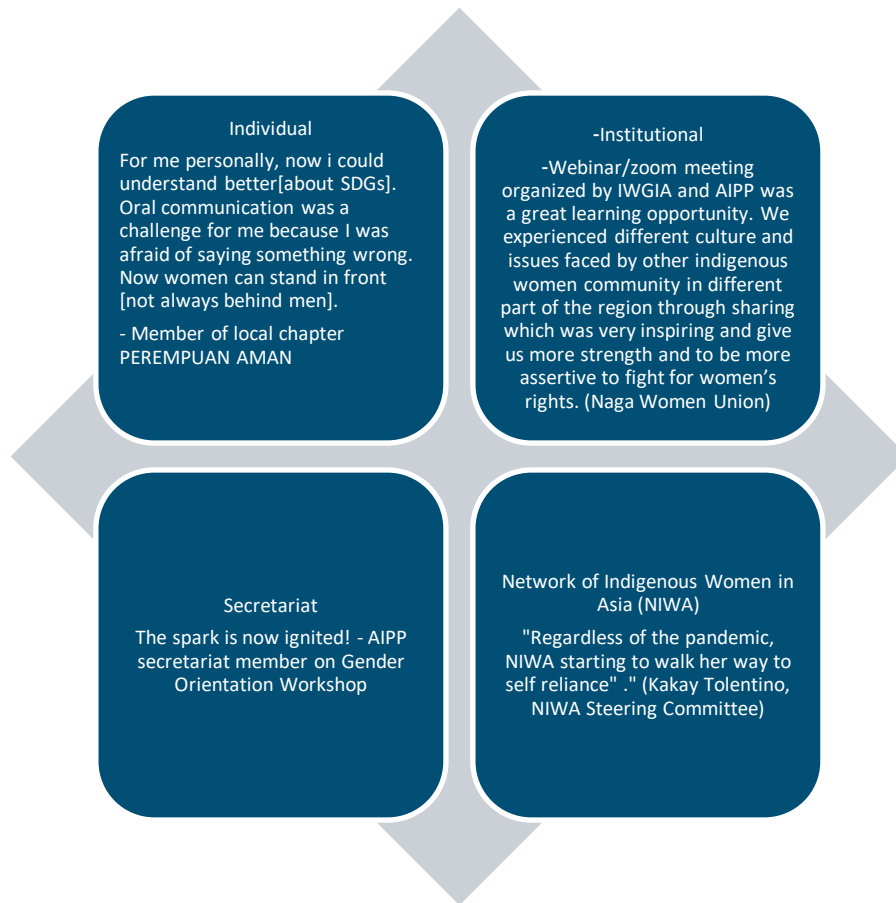 Individual
For me personally, now i could
understand better[about SDGs].
Oral communication was a
challenge for me because I was
afraid of saying something wrong.
Now women can stand in front
[not always behind men].
- Member of local chapter
PEREMPUAN AMAN
-Institutional
-Webinar/zoom meeting
organized by IWGIA and AIPP was
a great learning opportunity. We
experienced different culture and
issues faced by other indigenous
women community in different
part of the region through sharing
which was very inspiring and give
us more strength and to be more
assertive to fight for women’s
rights. (Naga Women Union)
Secretariat
The spark is now ignited! - AIPP
secretariat member on Gender
Orientation Workshop
Network of Indigenous Women in
Asia (NIWA)
"Regardless of the pandemic,
NIWA starting to walk her way to
self reliance" ." (Kakay Tolentino,
NIWA Steering Committee)